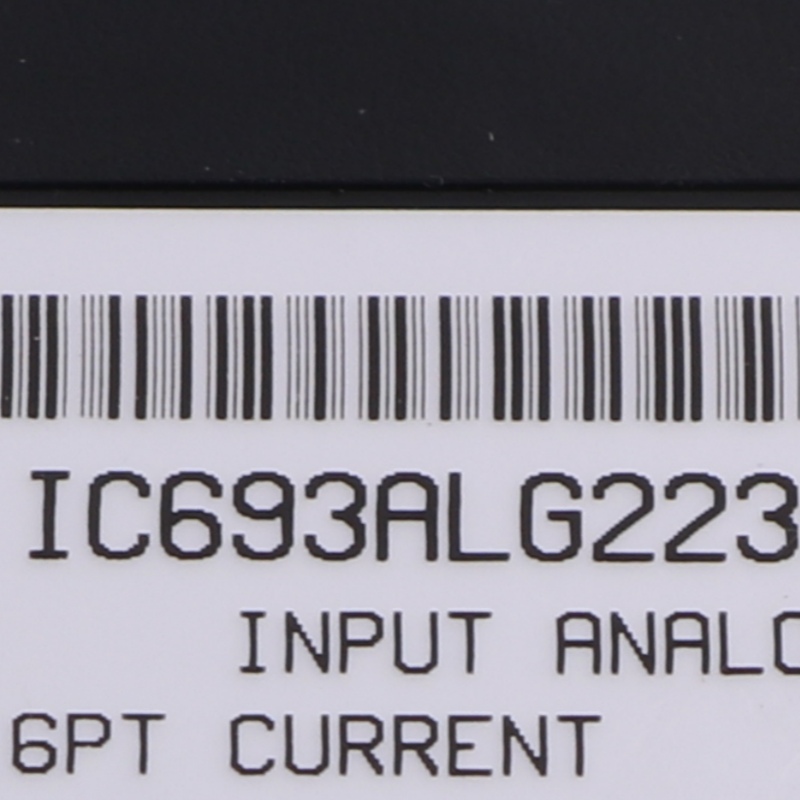 IC693ALG223
INPUT ANALO
6PT CURRENT